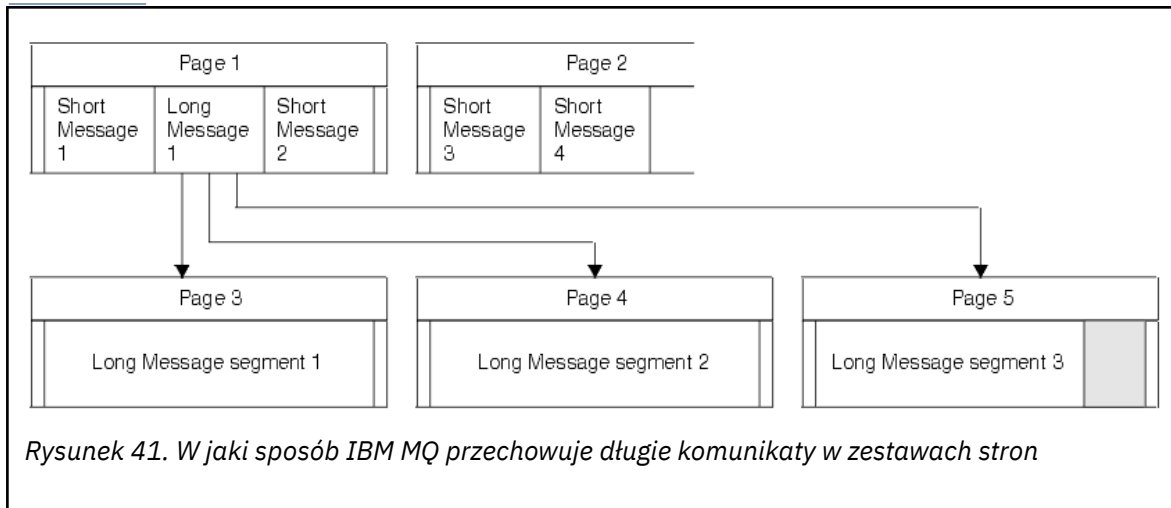 Page 1
Page 2
Short
Message
1
Long
Message
1
Short
Message
2
Short
Message
3
Short
Message
4
Page 3
Page 4
Page 5
Long Message segment 1
Long Message segment 2
Long Message segment 3
Rysunek 41. W jaki sposób IBM MQ przechowuje długie komunikaty w zestawach stron